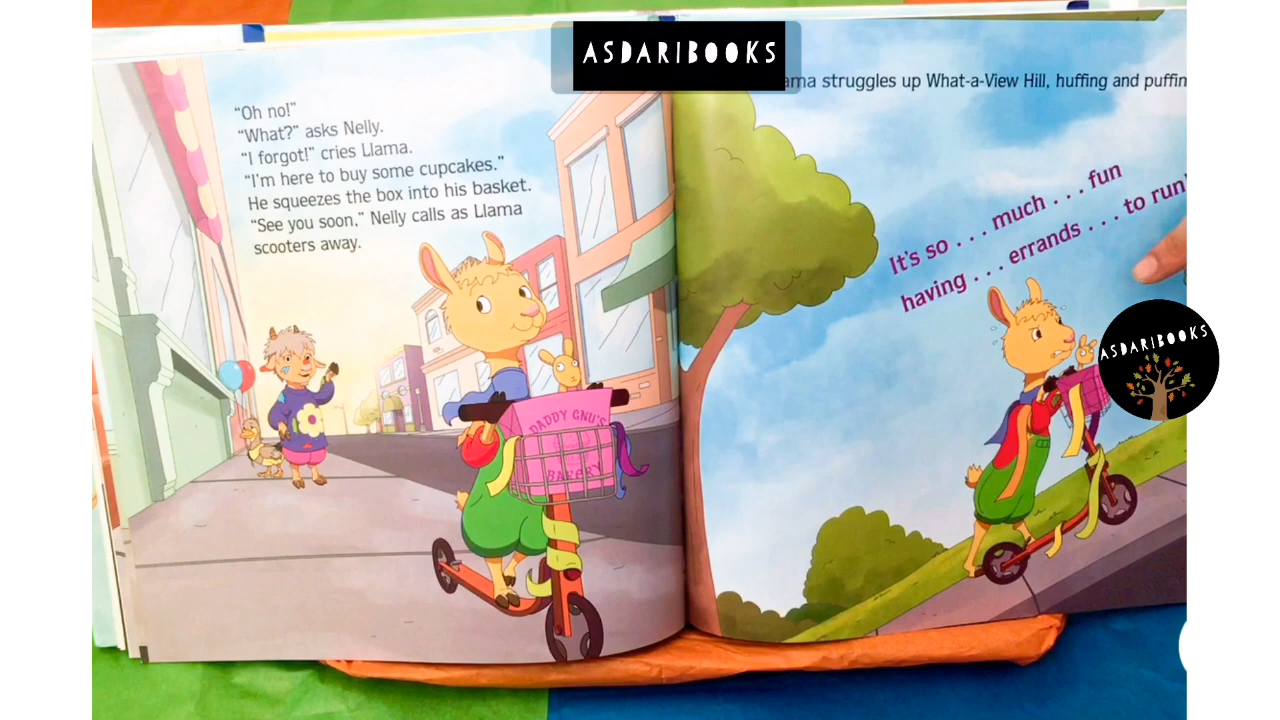 ASDARIBOOKS
"Oh no!"
"What?" asks Nelly.
"I forgot!" cries Llama.
"I'm here to buy some cupcakes."
He squeezes the box into his basket.
"See you soon," Nelly calls as Llama
scooters away.
DADDY GNU'S
BAKERY
struggles up What-a-View Hill, huffing and
It's so . . . much . . . fun
having . . . errands . . . to run
ASDARIBOOKS